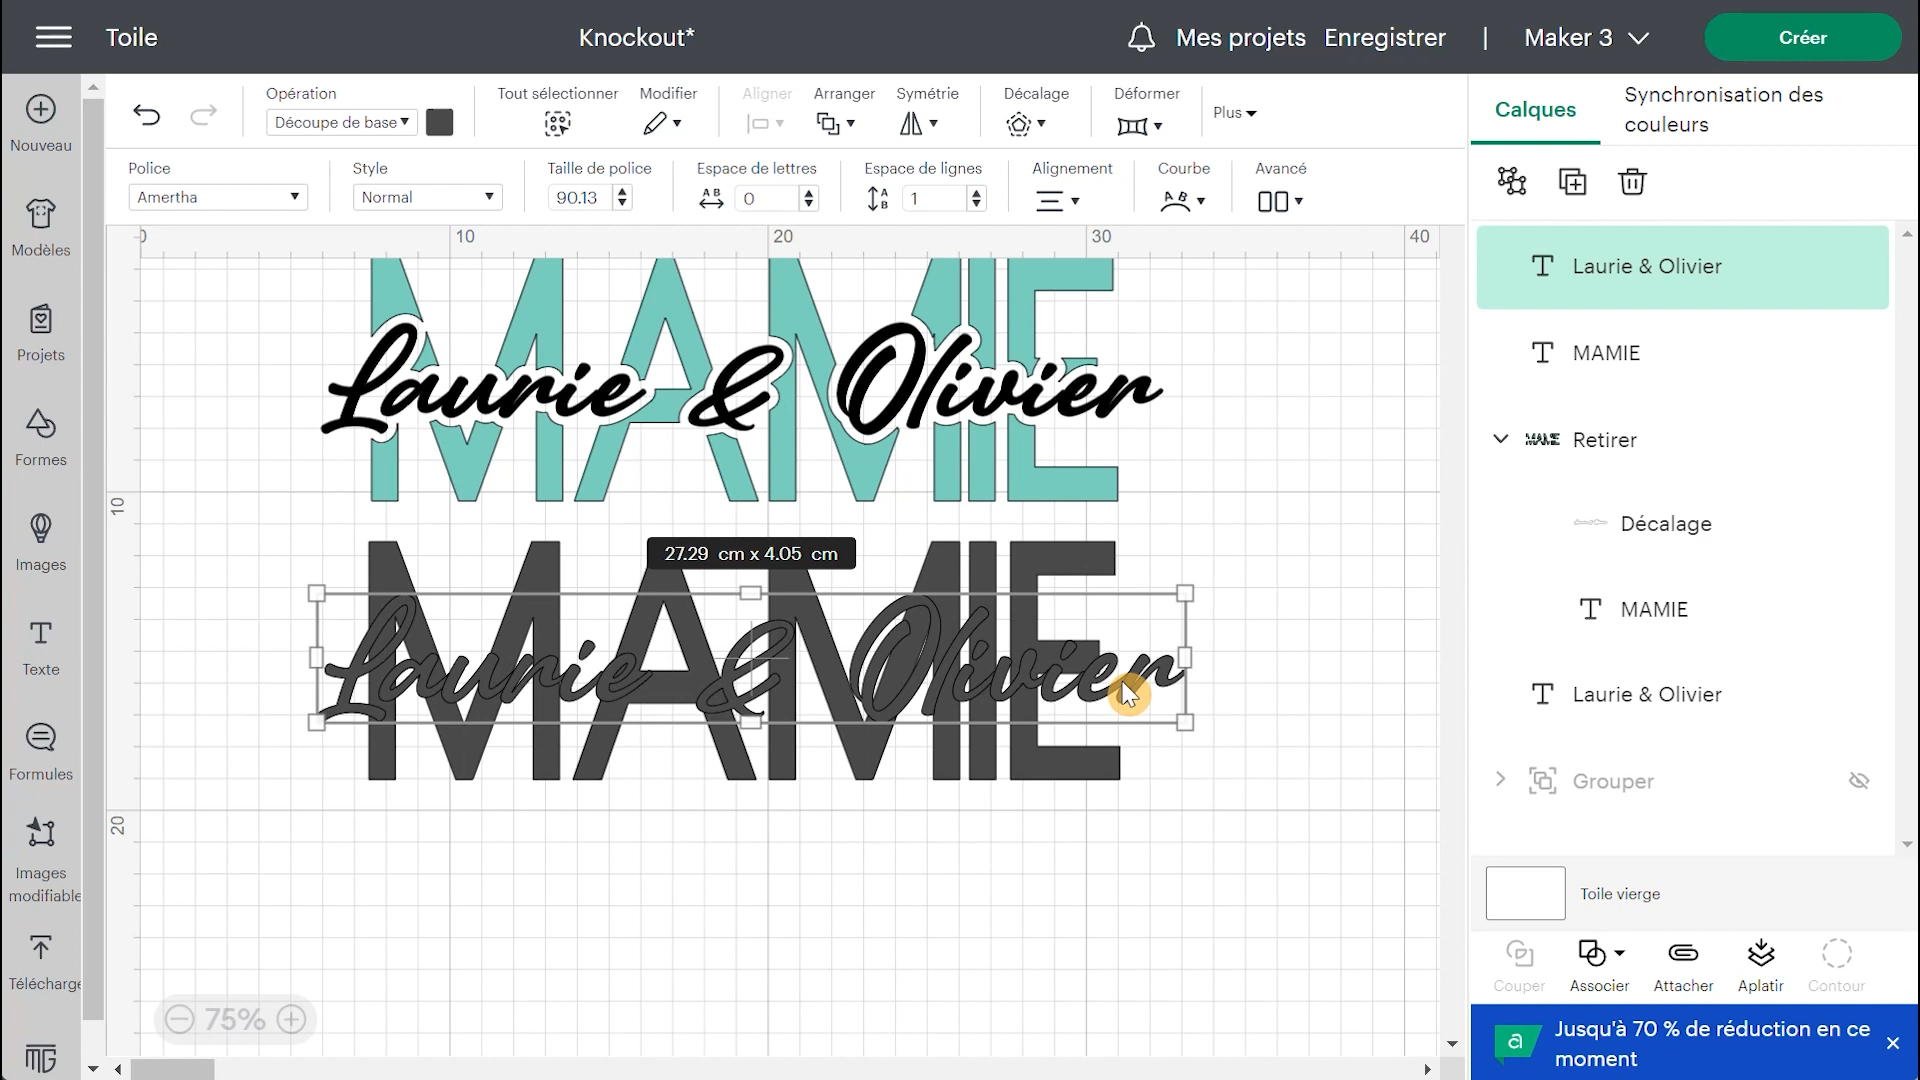 Toile
Knockout*
Mes projets
Enregistrer
|
Maker 3
Créer
Nouveau
Modèles
Projets
Formes
Images
Texte
Formules
Images
modifiable
Télécharge
Opération
Découpe de base
Tout sélectionner
Modifier
Aligner
Arranger
Symétrie
Décalage
Déformer
Plus
Police
Amertha
Style
Normal
Taille de police
90.13
Espace de lettres
0
Espace de lignes
1
Alignement
Courbe
Avancé
0
10
20
30
40
10
20
MAMIE
Laurie & Olivier
27.29 cm x 4.05 cm
MAMIE
Laurie & Olivier
75%
Calques
Synchronisation des
couleurs
Laurie & Olivier
MAMIE
Retirer
Décalage
MAMIE
Laurie & Olivier
Grouper
Toile vierge
Couper
Associer
Attacher
Aplatir
Contour
Jusqu'à 70 % de réduction en ce
moment